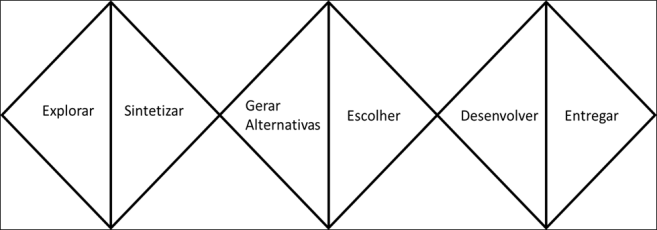 Explorar
Sintetizar
Gerar
Alternativas
Escolher
Desenvolver
Entregar